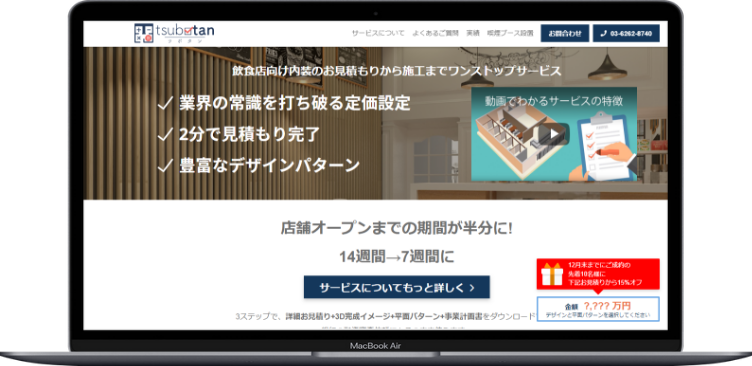 tsubotan
ツボタン
サービスについて よくあるご質問 実績 喫煙ブース設置 お問合わせ 03-6262-8740
飲食店向け内装のお見積もりから施工までワンストップサービス
業界の常識を打ち破る定価設定
2分で見積もり完了
豊富なデザインパターン
動画でわかるサービスの特徴
店舗オープンまでの期間が半分に!
14週間→7週間に
サービスについてもっと詳しく
3ステップで、詳細お見積り+3D完成イメージ+平面パターン+事業計画書をダウンロード
12月末までにご成約の
先着10名様に
下記お見積りから15%オフ
金額 ?,??? 万円
デザインと平面パターンを選択してください
MacBook Air